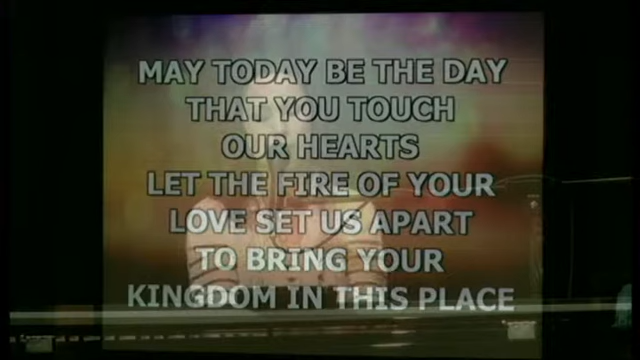 MAY TODAY BE THE DAY
THAT YOU TOUCH
OUR HEARTS
LET THE FIRE OF YOUR
LOVE SET US APART
TO BRING YOUR
KINGDOM IN THIS PLACE